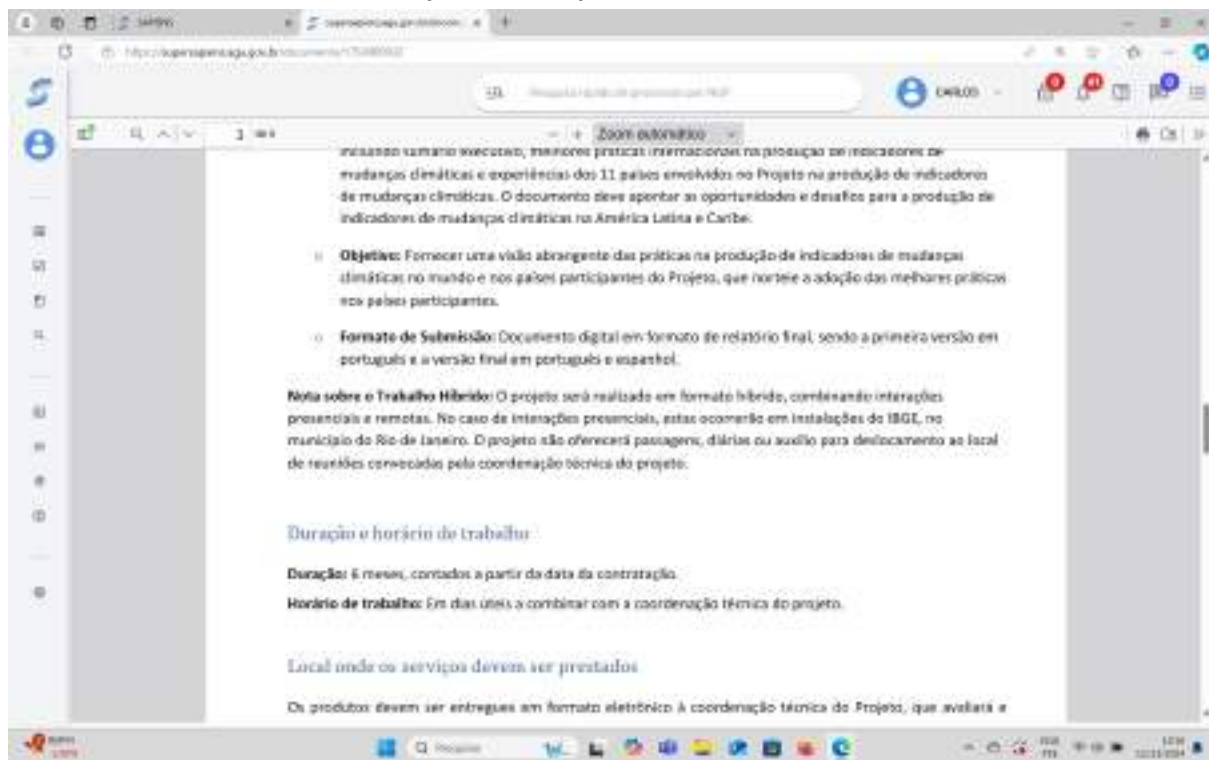 https://supersapiens.agu.gov.br
CARLOS
Zoom automático
incluindo sumário executivo, melhores práticas internacionais na produção de indicadores de
mudanças climáticas e experiências dos 11 países envolvidos no Projeto na produção de indicadores
de mudanças climáticas. O documento deve apontar as oportunidades e desafios para a produção de
indicadores de mudanças climáticas na América Latina e Caribe.
o Objetivo: Fornecer uma visão abrangente das práticas na produção de indicadores de mudanças
climáticas no mundo e nos países participantes do Projeto, que norteie a adoção das melhores práticas
nos países participantes.
o Formato de Submissão: Documento digital em formato de relatório final, sendo a primeira versão em
português e a versão final em português e espanhol.
Nota sobre o Trabalho Híbrido: O projeto será realizado em formato híbrido, combinando interações
presenciais e remotas. No caso de interações presenciais, estas ocorrerão em instalações do IBGE, no
município do Rio de Janeiro. O projeto não oferecerá passagens, diárias ou auxílio para deslocamento ao local
de reuniões convocadas pela coordenação técnica do projeto.
Duração e horário de trabalho
Duração: 6 meses, contados a partir da data da contratação.
Horário de trabalho: Em dias úteis a combinar com a coordenação técnica do projeto.
Local onde os serviços devem ser prestados
Os produtos devem ser entregues em formato eletrônico à coordenação técnica do Projeto, que avaliará e